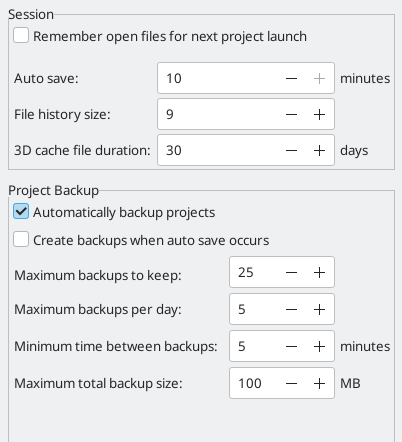 Session
Remember open files for next project launch
Auto save: 10 minutes
File history size: 9
3D cache file duration: 30 days
Project Backup
Automatically backup projects
Create backups when auto save occurs
Maximum backups to keep: 25
Maximum backups per day: 5
Minimum time between backups: 5 minutes
Maximum total backup size: 100 MB